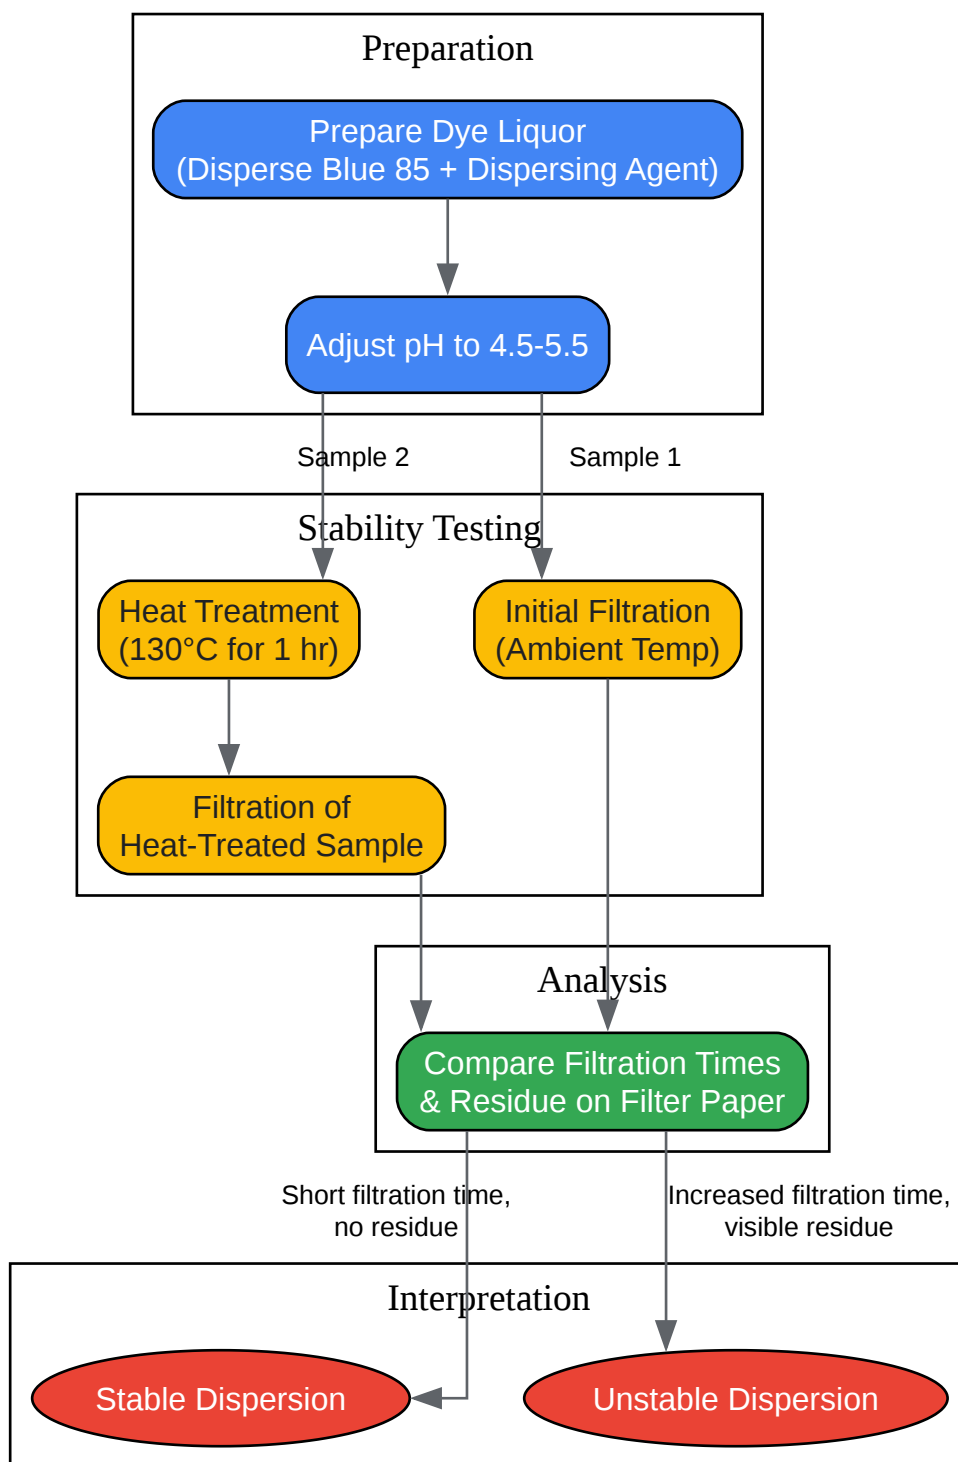 Preparation
Prepare Dye Liquor
(Disperse Blue 85 + Dispersing Agent)
Adjust pH to 4.5-5.5
Sample 2
Sample 1
Stability Testing
Heat Treatment
(130°C for 1 hr)
Initial Filtration
(Ambient Temp)
Filtration of
Heat-Treated Sample
Analysis
Compare Filtration Times
& Residue on Filter Paper
Short filtration time,
no residue
Increased filtration time,
visible residue
Interpretation
Stable Dispersion
Unstable Dispersion